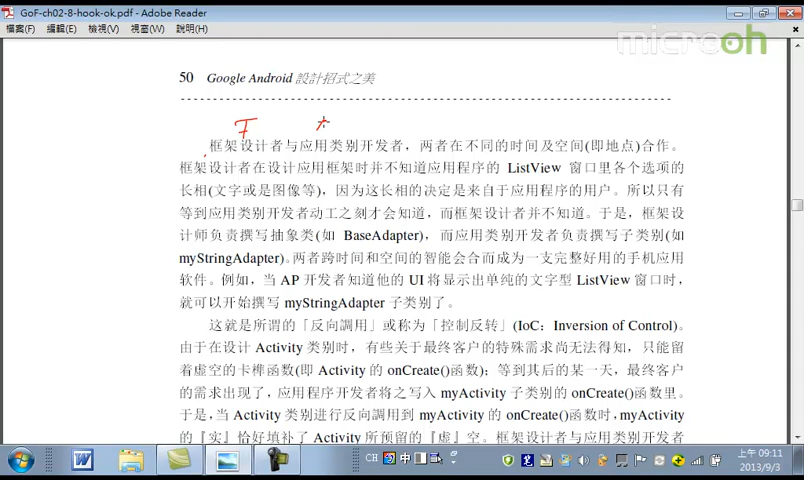 GoF-ch02-8-hook-ok.pdf - Adobe Reader
檔案(F) 編輯(E) 檢視(V) 視窗(W) 說明(H)
microoh
50 Google Android 設計招式之美
F
框架设计者与应用类别开发者，两者在不同的时间及空间(即地点)合作。
框架设计者在设计应用框架时并不知道应用程序的 ListView 窗口里各个选项的
长相(文字或是图像等)，因为这长相的决定是来自于应用程序的用户。所以只有
等到应用类别开发者动工之刻才会知道，而框架设计者并不知道。于是，框架设
计师负责撰写抽象类(如 BaseAdapter)，而应用类别开发者负责撰写子类别(如
myStringAdapter)。两者跨时间和空间的智能会合而成为一支完整好用的手机应用
软件。例如，当 AP 开发者知道他的 UI 将显示出单纯的文字型 ListView 窗口时，
就可以开始撰写 myStringAdapter 子类别了。
这就是所谓的「反向調用」或称为「控制反转」(IoC：Inversion of Control)。
由于在设计 Activity 类别时，有些关于最终客户的特殊需求尚无法得知，只能留
着虚空的卡榫函数(即 Activity 的 onCreate()函数)；等到其后的某一天，最终客户
的需求出现了，应用程序开发者将之写入 myActivity 子类别的 onCreate()函数里。
于是，当 Activity 类别进行反向調用到 myActivity 的 onCreate()函数时，myActivity
的『实』恰好填补了 Activity 所预留的『虚』空。框架设计者与应用类别开发者
CH 中
上午 09:11
2013/9/3